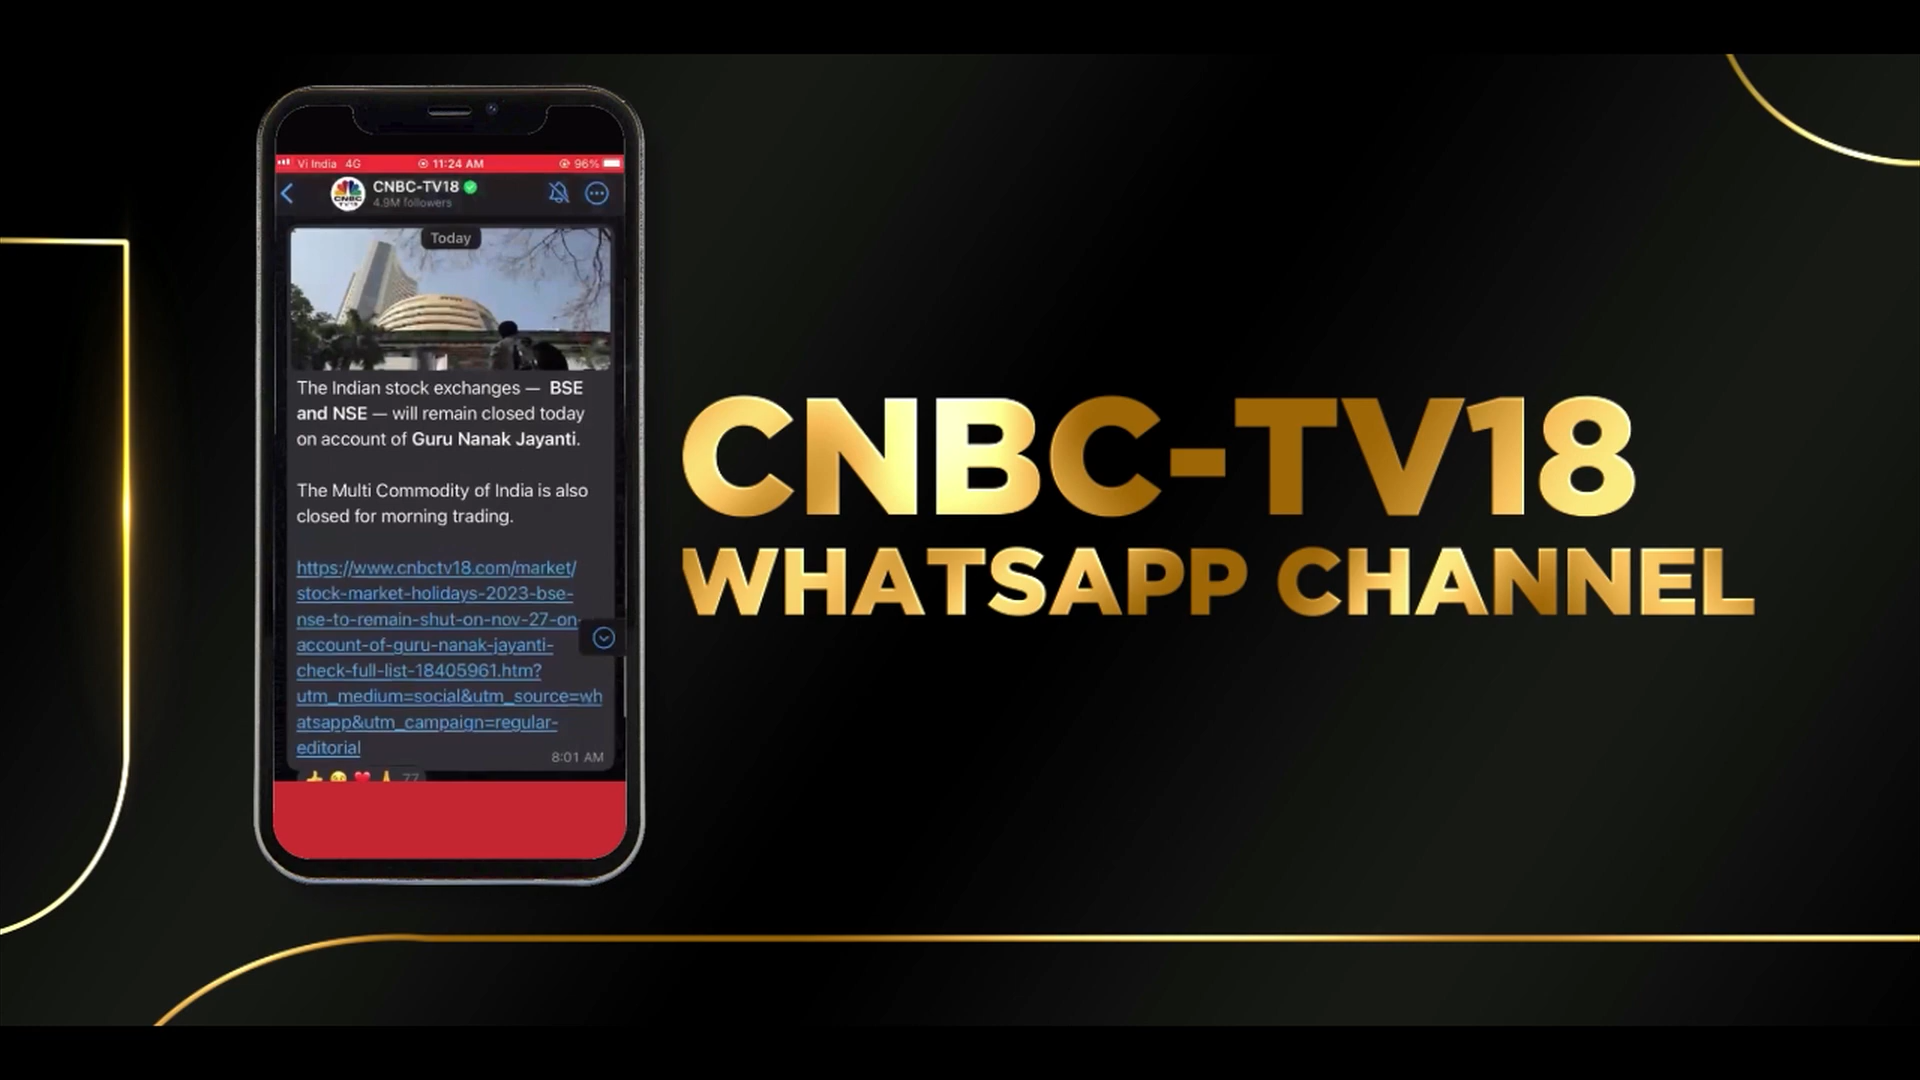 Vi India 4G 11:24 AM 96%
CNBC-TV18
4.9M followers
CNBC
TV18
Today
The Indian stock exchanges — BSE
and NSE — will remain closed today
on account of Guru Nanak Jayanti.
The Multi Commodity of India is also
closed for morning trading.
https://www.cnbctv18.com/market/
stock-market-holidays-2023-bse-
nse-to-remain-shut-on-nov-27-on-
account-of-guru-nanak-jayanti-
check-full-list-18405961.htm?
utm_medium=social&utm_source=wh
atsapp&utm_campaign=regular-
editorial
8:01 AM
77
CNBC-TV18
WHATSAPP CHANNEL